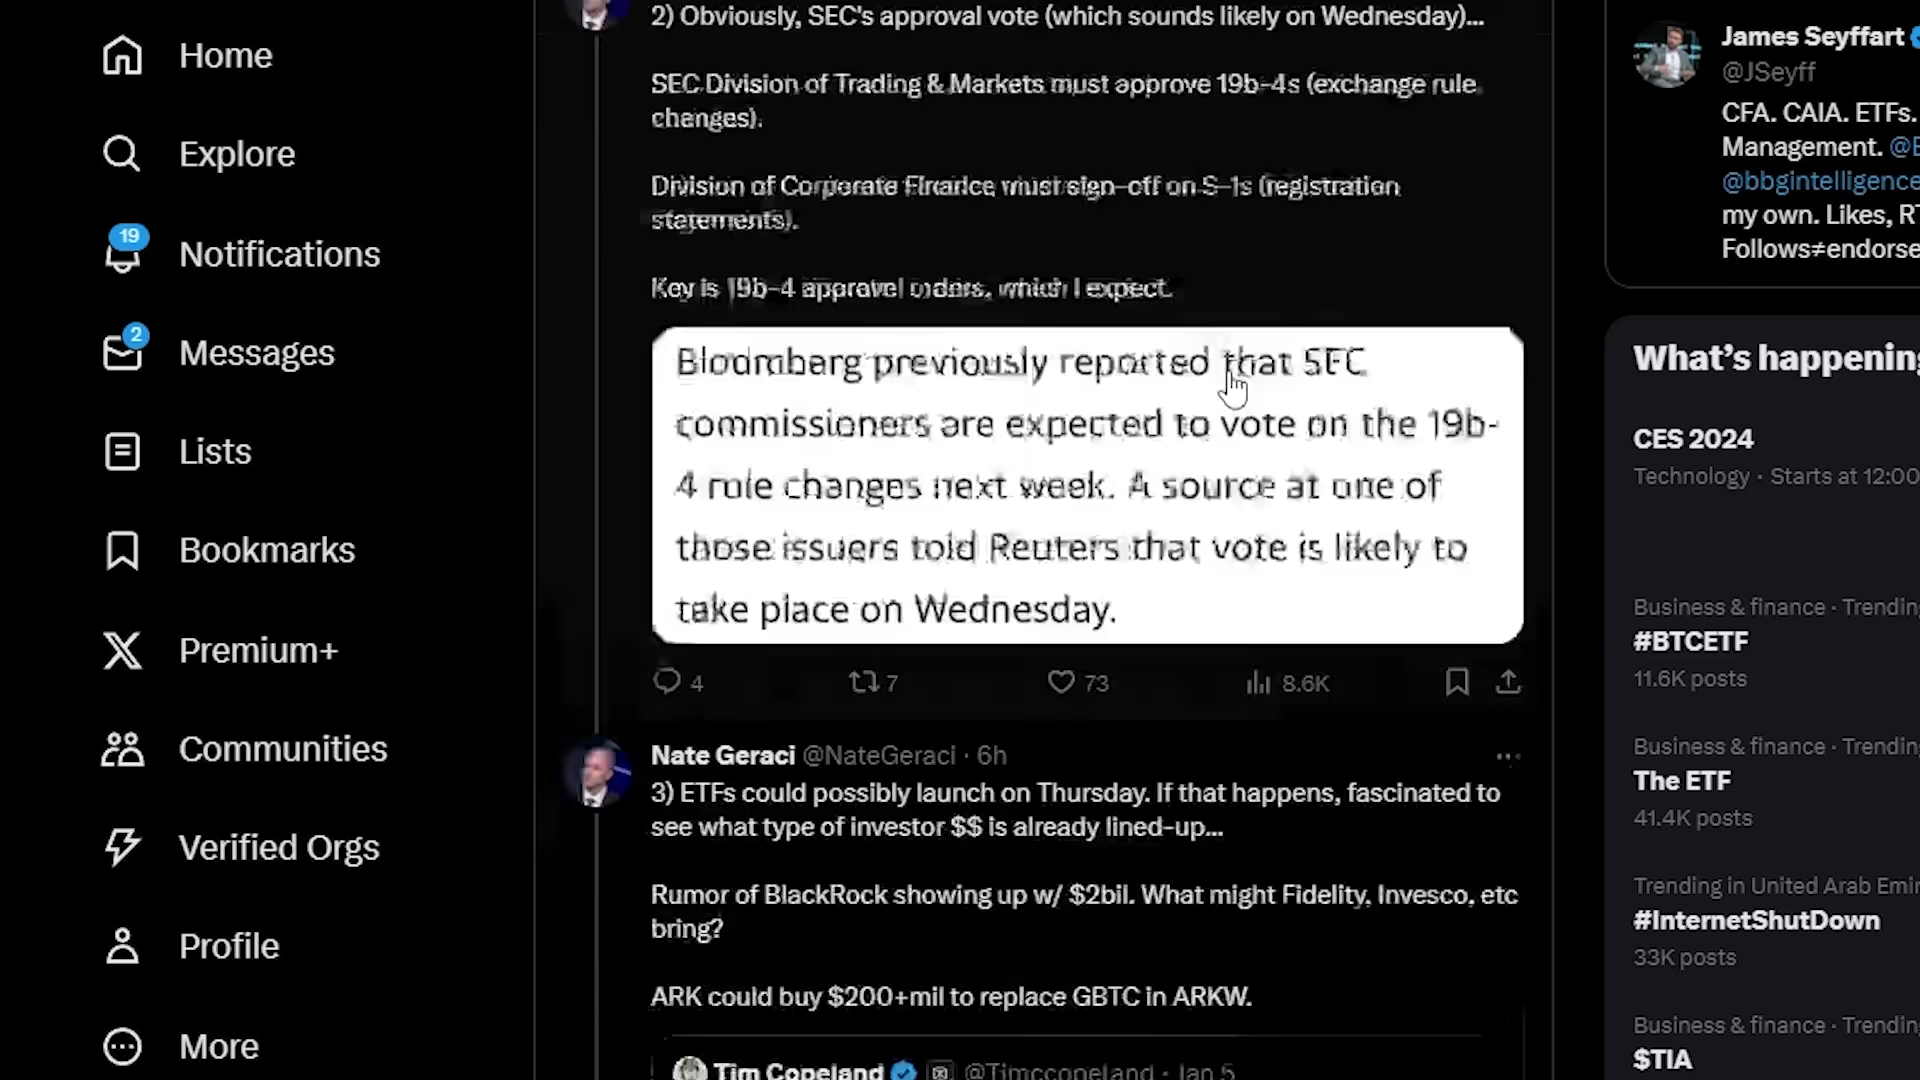 Home
Explore
19
Notifications
2
Messages
Lists
Bookmarks
Premium+
Communities
Verified Orgs
Profile
More
2) Obviously, SEC's approval vote (which sounds likely on Wednesday)...
SEC Division of Trading & Markets must approve 19b-4s (exchange rule
changes).
Division of Corporate Finance must sign-off on S-1s (registration
statements).
Key is 19b-4 approval orders, which I expect.
Bloomberg previously reported that SEC
commissioners are expected to vote on the 19b-
4 rule changes next week. A source at one of
those issuers told Reuters that vote is likely to
take place on Wednesday.
4 7 73 8.6K
Nate Geraci @NateGeraci · 6h
3) ETFs could possibly launch on Thursday. If that happens, fascinated to
see what type of investor $$ is already lined-up...
Rumor of BlackRock showing up w/ $2bil. What might Fidelity, Invesco, etc
bring?
ARK could buy $200+mil to replace GBTC in ARKW.
Tim Copeland @Timccopeland · Jan 5
James Seyffart
@JSeyff
CFA. CAIA. ETFs.
Management. @B
@bbgintelligence
my own. Likes, RT
Follows≠endorse
What's happening
CES 2024
Technology · Starts at 12:00
Business & finance · Trending
#BTCETF
11.6K posts
Business & finance · Trending
The ETF
41.4K posts
Trending in United Arab Emir
#InternetShutDown
33K posts
Business & finance · Trending
$TIA